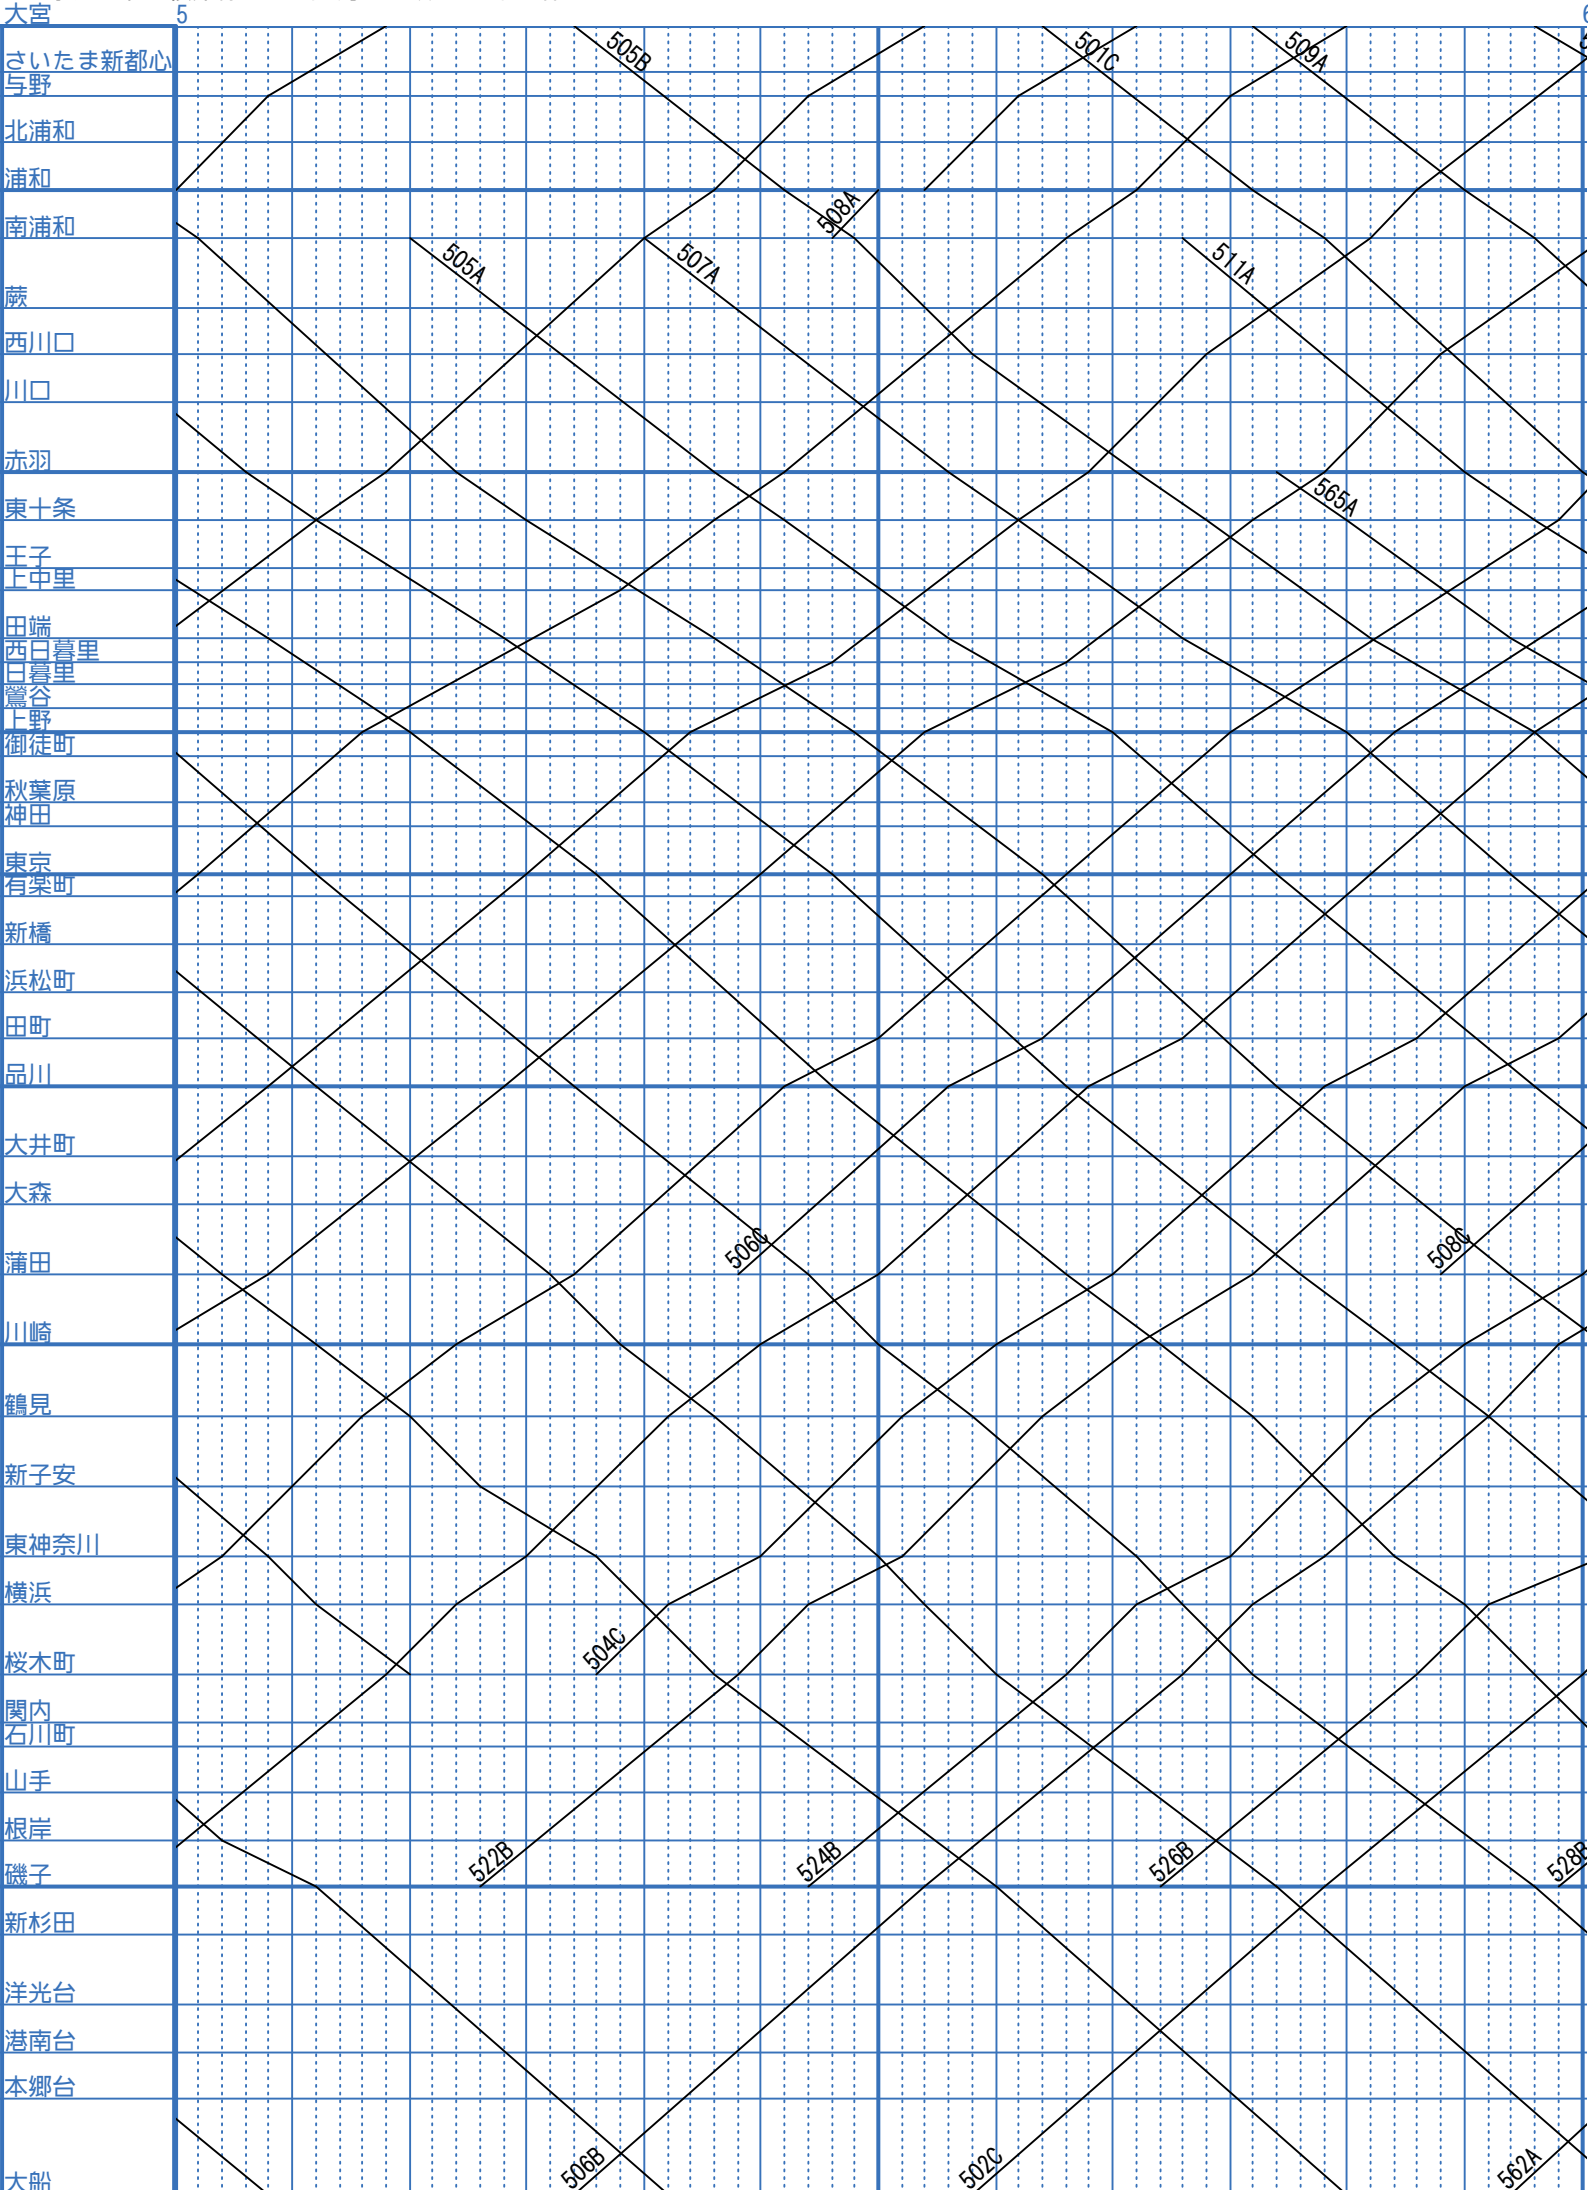 大宮
5
6
さいたま新都心
505B
501C
509A
与野
北浦和
浦和
508A
南浦和
505A
507A
511A
蕨
西川口
川口
赤羽
565A
東十条
王子
上中里
田端
西日暮里
日暮里
鶯谷
上野
御徒町
秋葉原
神田
東京
有楽町
新橋
浜松町
田町
品川
大井町
大森
506C
508C
蒲田
川崎
鶴見
新子安
東神奈川
横浜
504C
桜木町
関内
石川町
山手
根岸
522B
524B
526B
528B
磯子
新杉田
洋光台
港南台
本郷台
506B
502C
562A
大船